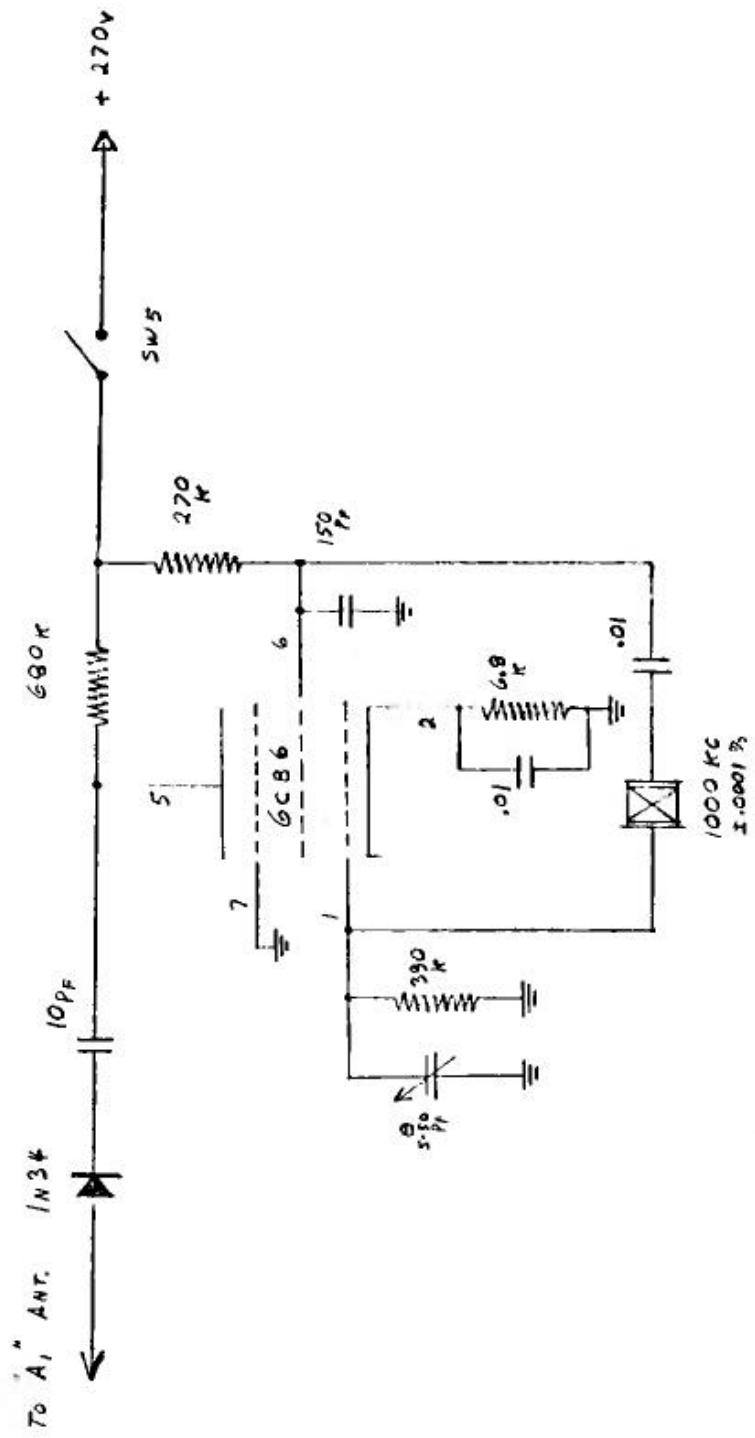 TO "A1" ANT.
1N34
10PF
680K
SW5
+ 270V
270
K
150
PF
5
6CB6
7
6
1
2
390
K
5-50
PF
.01
6.8
K
.01
1000 KC
±.0001 %